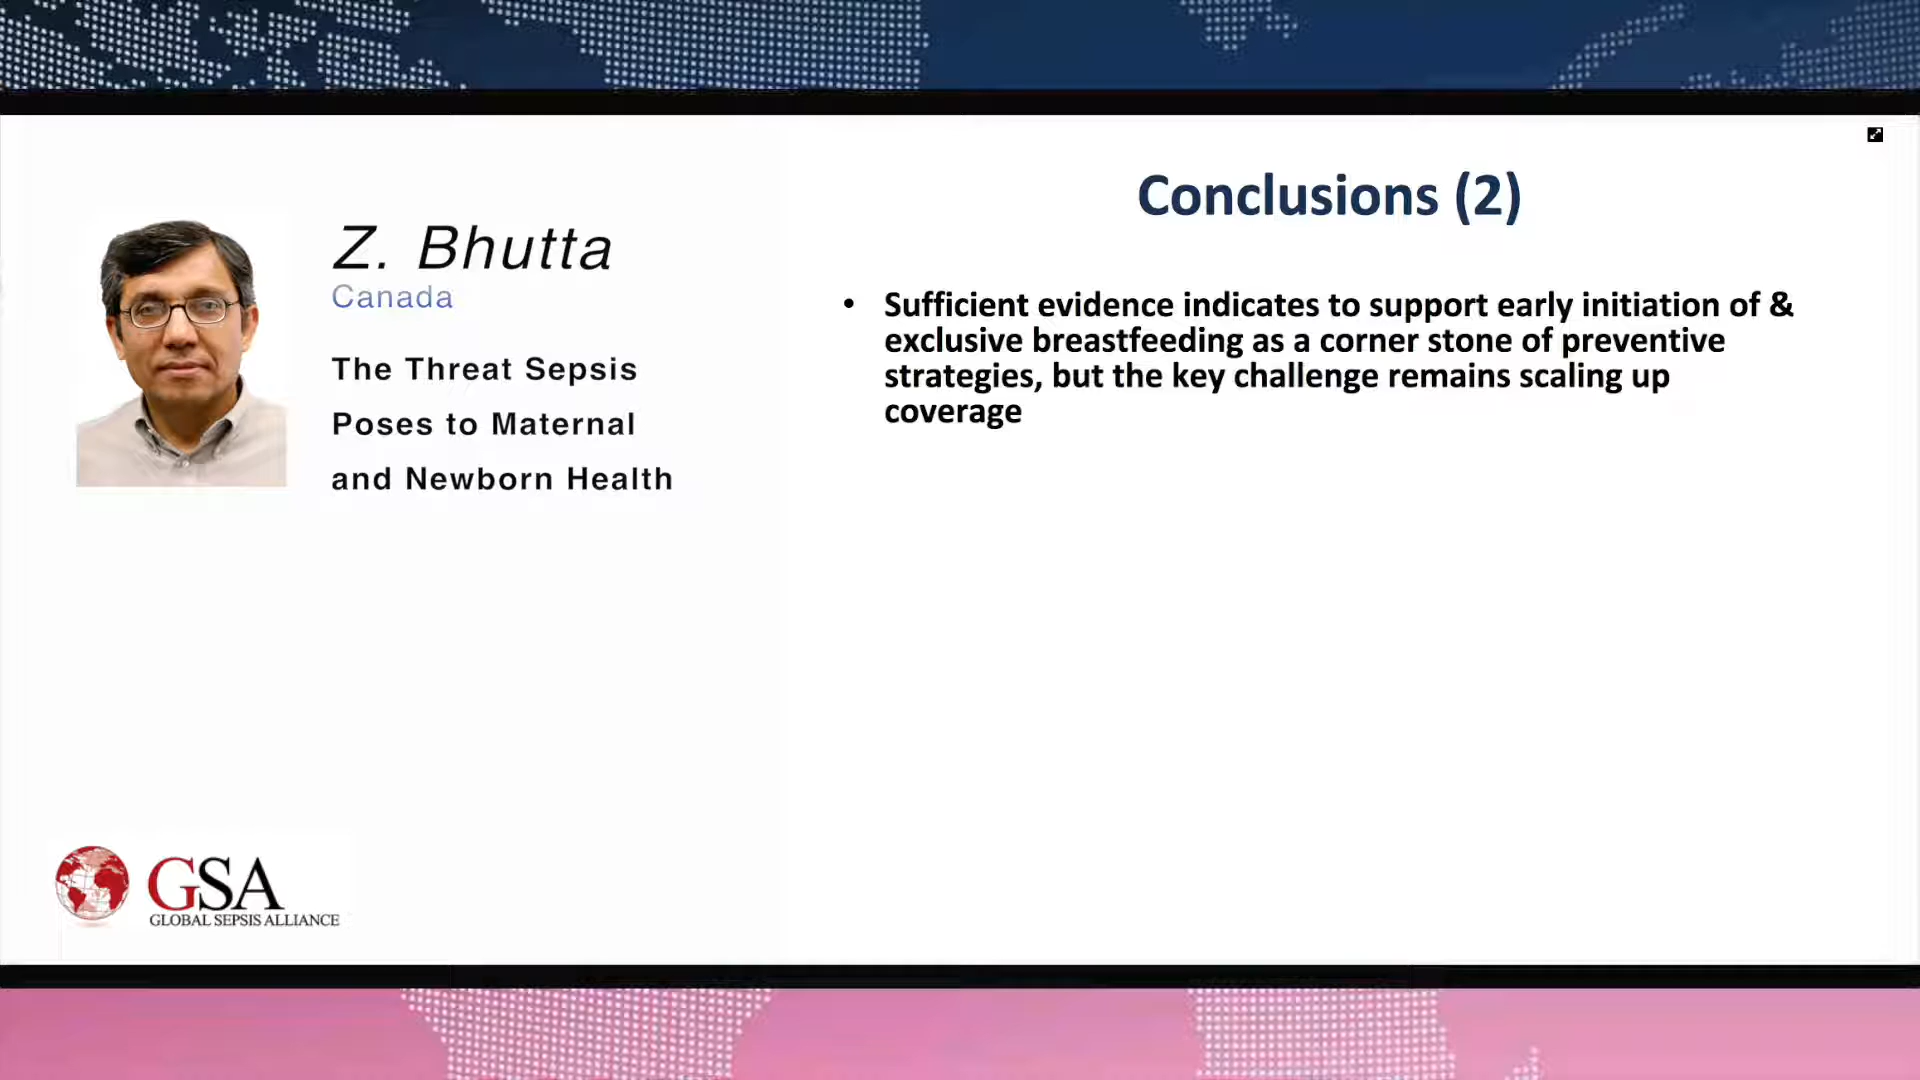 Z. Bhutta
Canada
The Threat Sepsis
Poses to Maternal
and Newborn Health
GSA
GLOBAL SEPSIS ALLIANCE
Conclusions (2)
• Sufficient evidence indicates to support early initiation of &
exclusive breastfeeding as a corner stone of preventive
strategies, but the key challenge remains scaling up
coverage